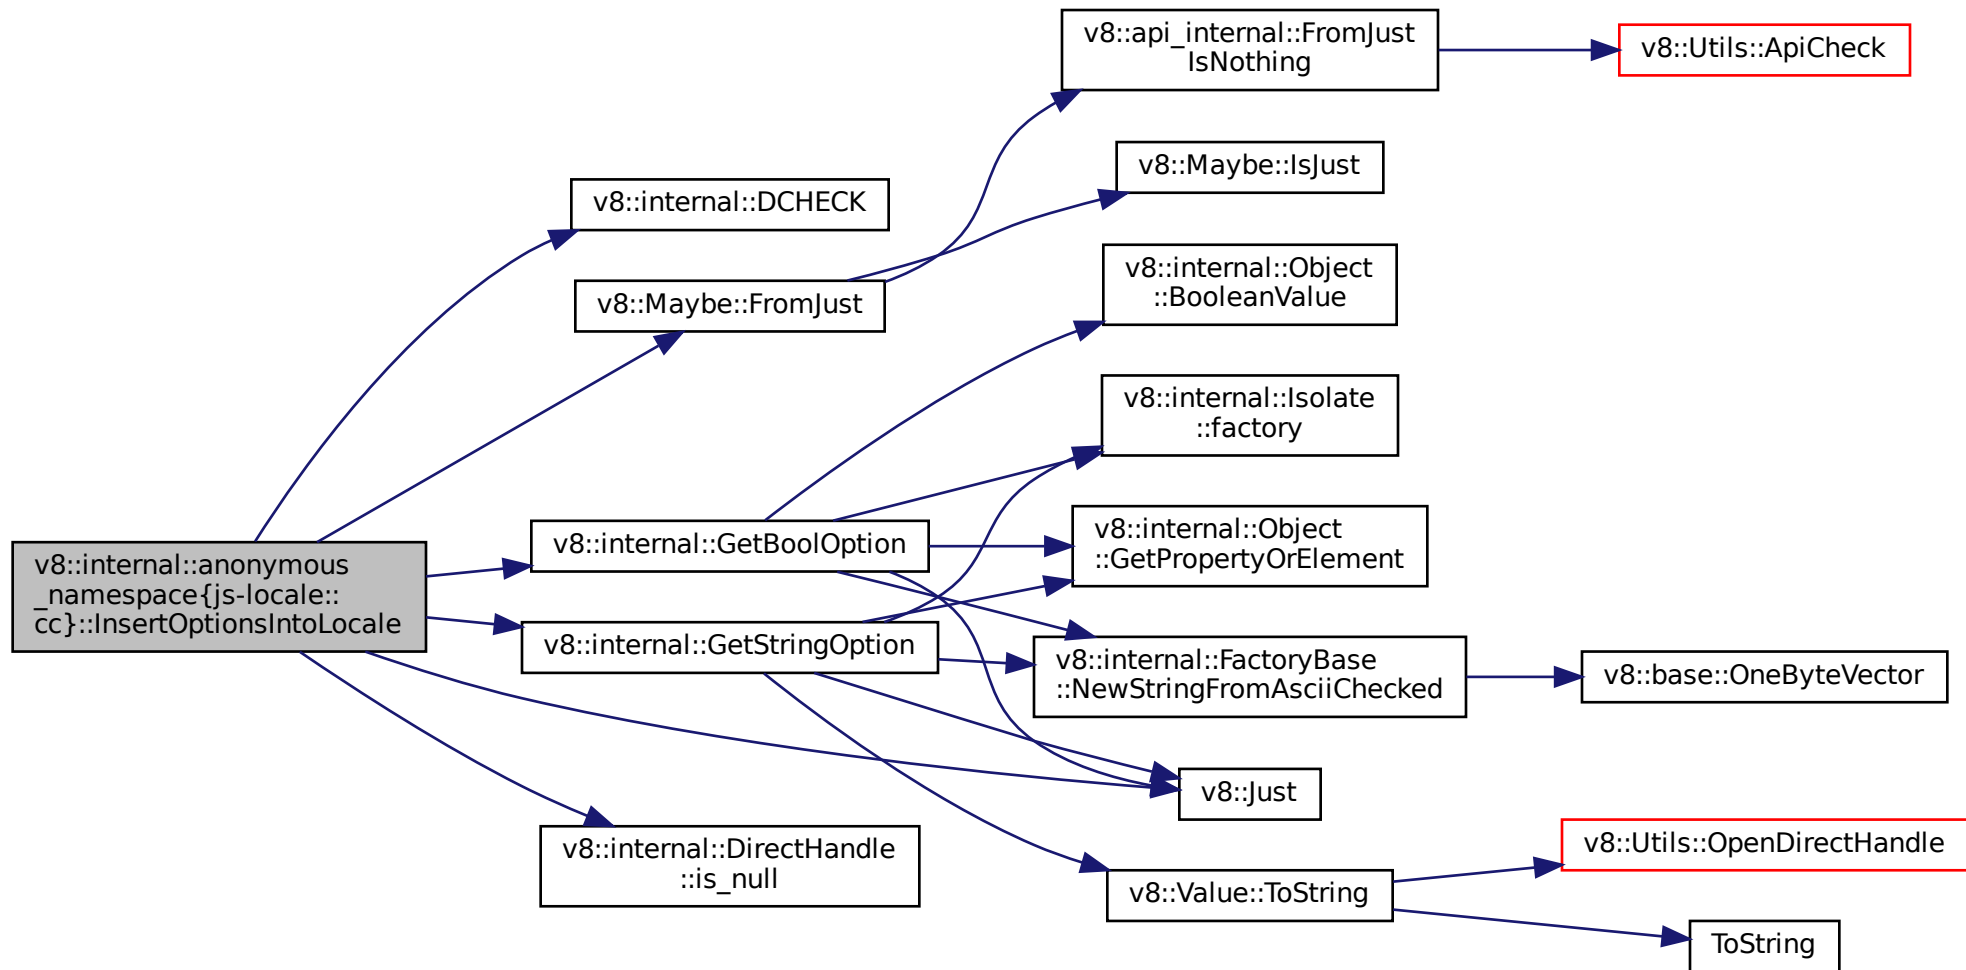 v8::api_internal::FromJust
IsNothing
v8::Utils::ApiCheck
v8::Maybe::IsJust
v8::internal::DCHECK
v8::internal::Object
::BooleanValue
v8::Maybe::FromJust
v8::internal::Isolate
::factory
v8::internal::GetBoolOption
v8::internal::Object
::GetPropertyOrElement
v8::internal::anonymous
_namespace{js-locale::
cc}::InsertOptionsIntoLocale
v8::internal::GetStringOption
v8::internal::FactoryBase
::NewStringFromAsciiChecked
v8::base::OneByteVector
v8::Just
v8::internal::DirectHandle
::is_null
v8::Utils::OpenDirectHandle
v8::Value::ToString
ToString